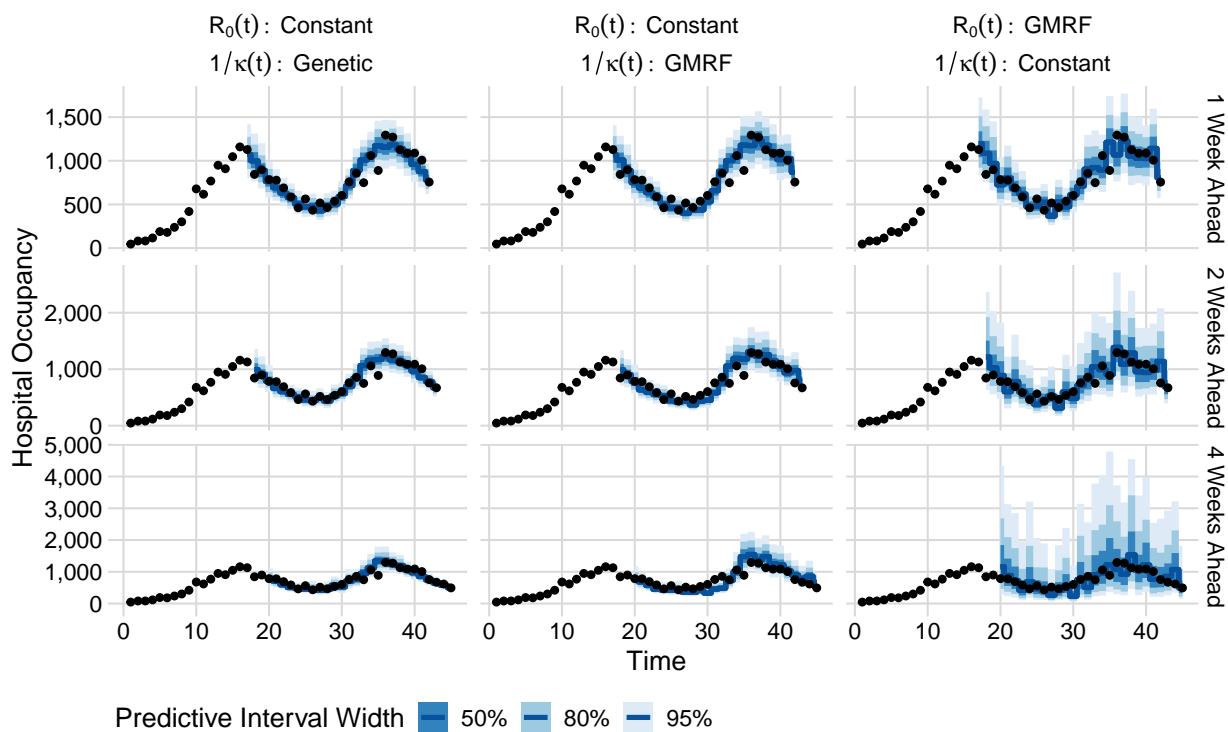 R₀(t) : Constant
1/κ(t) : Genetic
R₀(t) : Constant
1/κ(t) : GMRF
R₀(t) : GMRF
1/κ(t) : Constant
Hospital Occupancy
1,500
1,000
500
0
1 Week Ahead
2,000
1,000
0
2 Weeks Ahead
5,000
4,000
3,000
2,000
1,000
0
4 Weeks Ahead
0 10 20 30 40 0 10 20 30 40 0 10 20 30 40
Time
Predictive Interval Width 50% 80% 95%